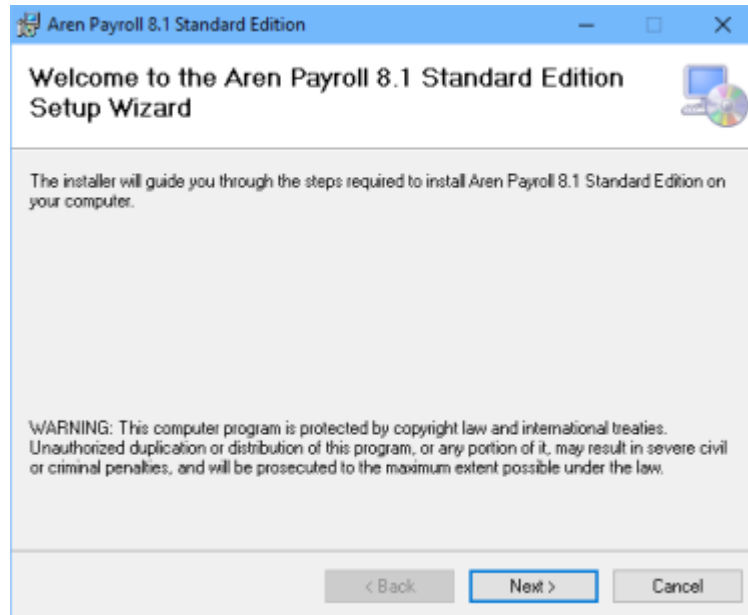 Aren Payroll 8.1 Standard Edition
Welcome to the Aren Payroll 8.1 Standard Edition
Setup Wizard
The installer will guide you through the steps required to install Aren Payroll 8.1 Standard Edition on
your computer.
WARNING: This computer program is protected by copyright law and international treaties.
Unauthorized duplication or distribution of this program, or any portion of it, may result in severe civil
or criminal penalties, and will be prosecuted to the maximum extent possible under the law.
< Back
Next >
Cancel